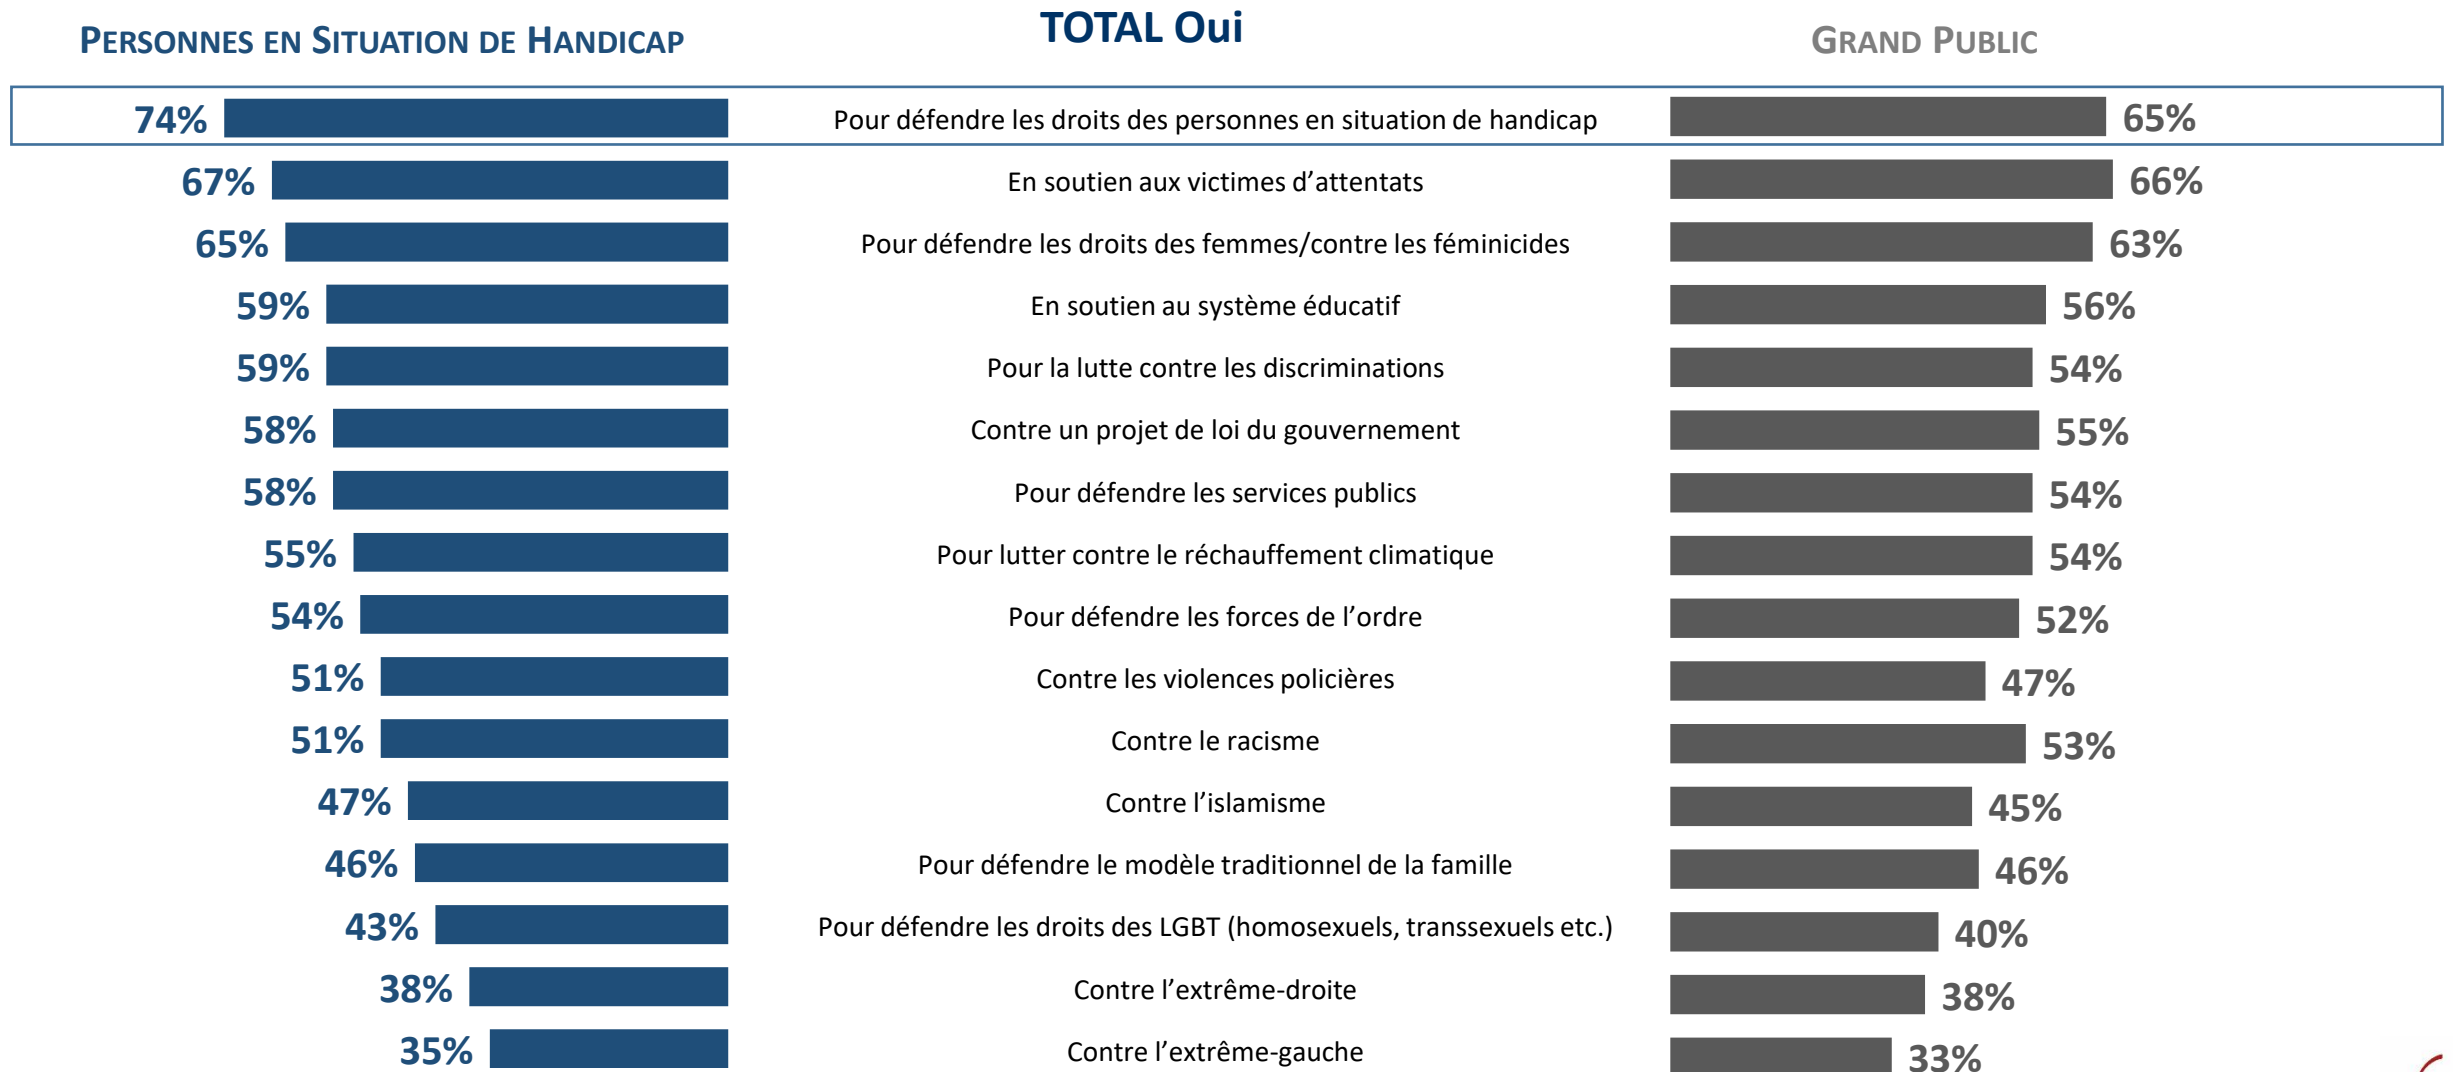 PERSONNES EN SITUATION DE HANDICAP TOTAL Oui GRAND PUBLIC
74% Pour défendre les droits des personnes en situation de handicap 65%
67% En soutien aux victimes d’attentats 66%
65% Pour défendre les droits des femmes/contre les féminicides 63%
59% En soutien au système éducatif 56%
59% Pour la lutte contre les discriminations 54%
58% Contre un projet de loi du gouvernement 55%
58% Pour défendre les services publics 54%
55% Pour lutter contre le réchauffement climatique 54%
54% Pour défendre les forces de l’ordre 52%
51% Contre les violences policières 47%
51% Contre le racisme 53%
47% Contre l’islamisme 45%
46% Pour défendre le modèle traditionnel de la famille 46%
43% Pour défendre les droits des LGBT (homosexuels, transsexuels etc.) 40%
38% Contre l’extrême-droite 38%
35% Contre l’extrême-gauche 33%